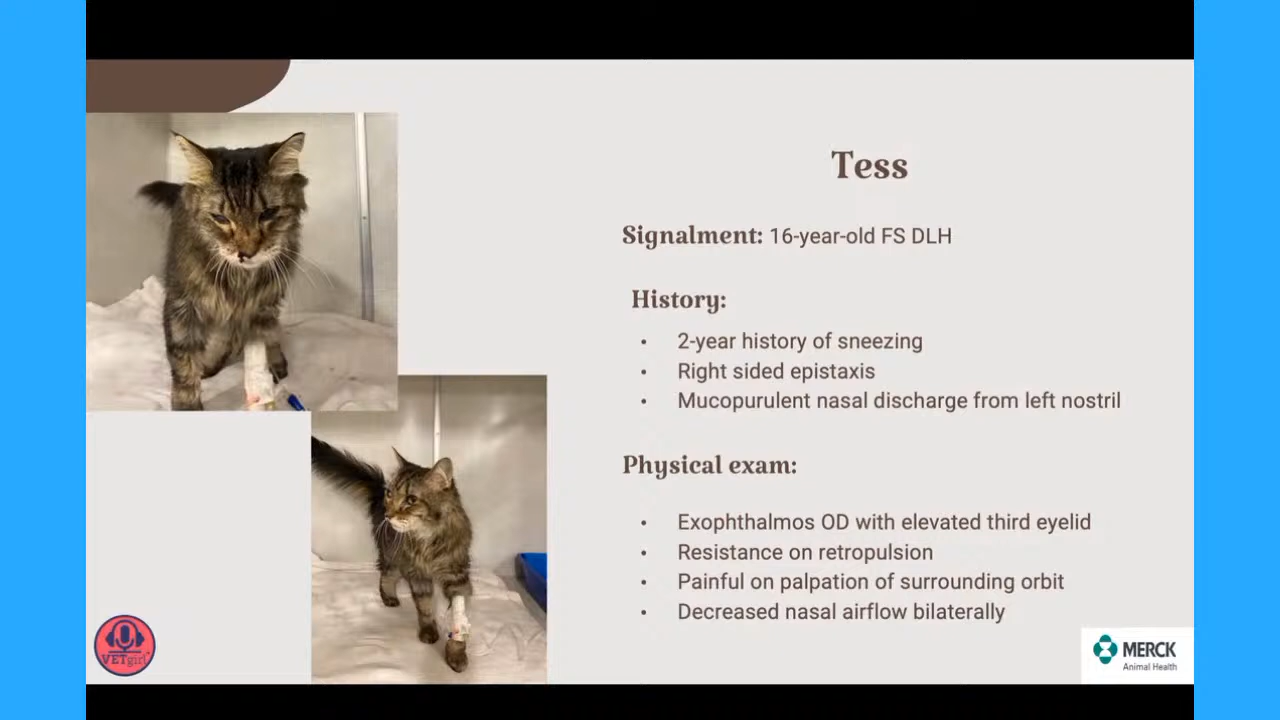 Tess
Signalment: 16-year-old FS DLH
History:
• 2-year history of sneezing
• Right sided epistaxis
• Mucopurulent nasal discharge from left nostril
Physical exam:
• Exophthalmos OD with elevated third eyelid
• Resistance on retropulsion
• Painful on palpation of surrounding orbit
• Decreased nasal airflow bilaterally
VETgirl
MERCK
Animal Health